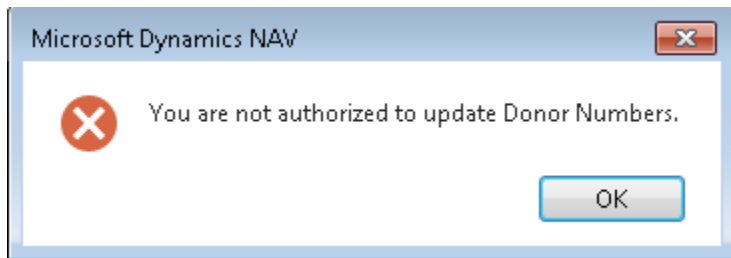 Microsoft Dynamics NAV
You are not authorized to update Donor Numbers.
OK